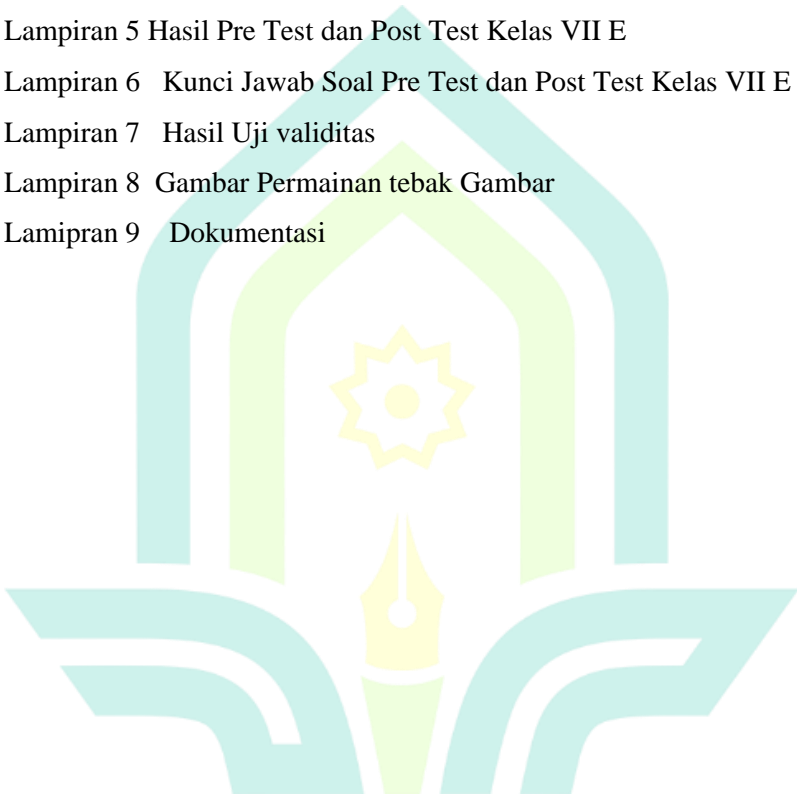 Lampiran 5 Hasil Pre Test dan Post Test Kelas VII E
Lampiran 6 Kunci Jawab Soal Pre Test dan Post Test Kelas VII E
Lampiran 7 Hasil Uji validitas
Lampiran 8 Gambar Permainan tebak Gambar
Lamipran 9 Dokumentasi